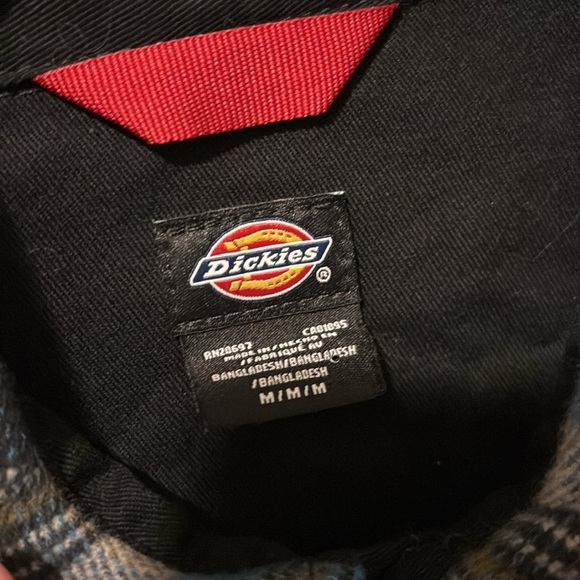 Dickies
®
RN20697 CA01095
MADE IN/HECHO EN
/FABRIQUÉ AU
BANGLADESH/BANGLADESH
/BANGLADESH
M/M/M